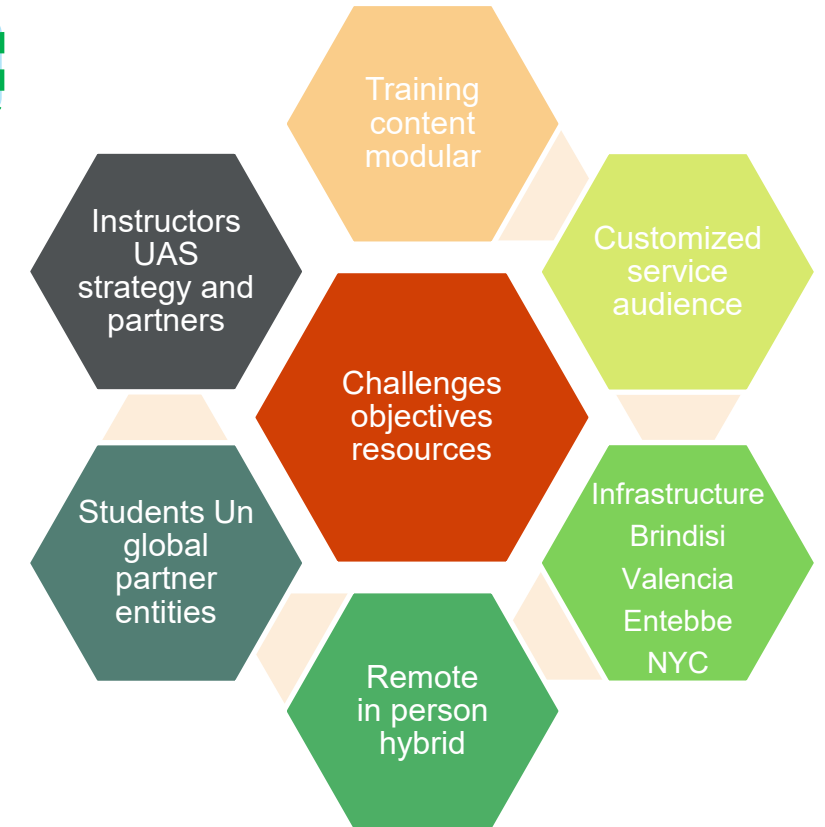 Training
content
modular
Customized
service
audience
Infrastructure
Brindisi
Valencia
Entebbe
NYC
Remote
in person
hybrid
Students Un
global
partner
entities
Instructors
UAS
strategy and
partners
Challenges
objectives
resources